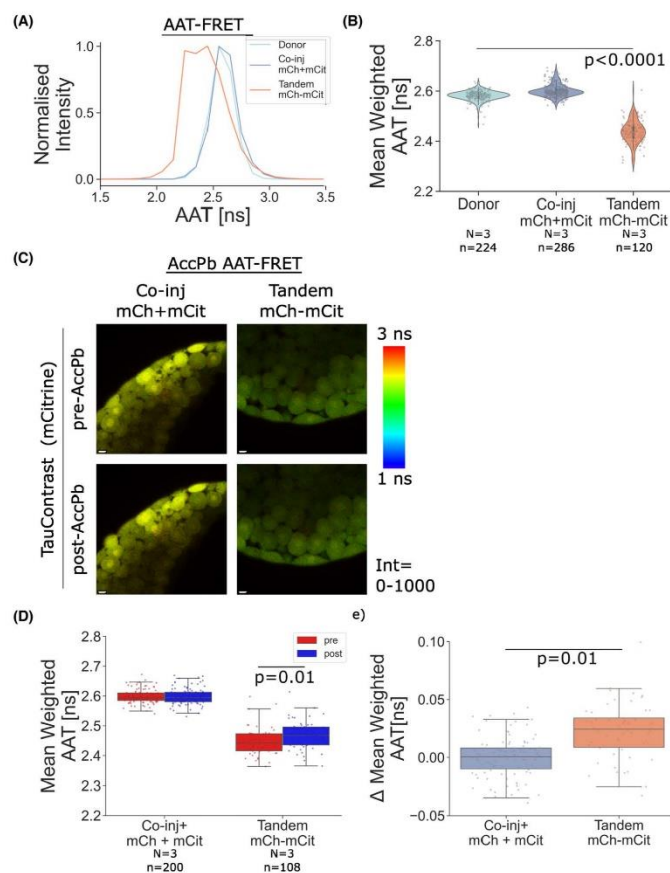 (A)
AAT-FRET
Normalised
Intensity
1.0
0.5
0.0
1.5
2.0
2.5
3.0
3.5
AAT [ns]
Donor
Co-inj
mCh+mCit
Tandem
mCh-mCit
(B)
Mean Weighted
AAT [ns]
2.8
2.6
2.4
2.2
p<0.0001
Donor
N=3
n=224
Co-inj
mCh+mCit
N=3
n=286
Tandem
mCh-mCit
N=3
n=120
(C)
AccPb AAT-FRET
Co-inj
mCh+mCit
Tandem
mCh-mCit
TauContrast (mCitrine)
pre-AccPb
post-AccPb
3 ns
1 ns
Int=
0-1000
(D)
Mean Weighted
AAT [ns]
2.8
2.7
2.6
2.5
2.4
2.3
2.2
pre
post
p=0.01
Co-inj+
mCh + mCit
N=3
n=200
Tandem
mCh-mCit
N=3
n=108
e)
Δ Mean Weighted
AAT[ns]
0.10
0.05
0.00
−0.05
p=0.01
Co-inj+
mCh + mCit
Tandem
mCh-mCit